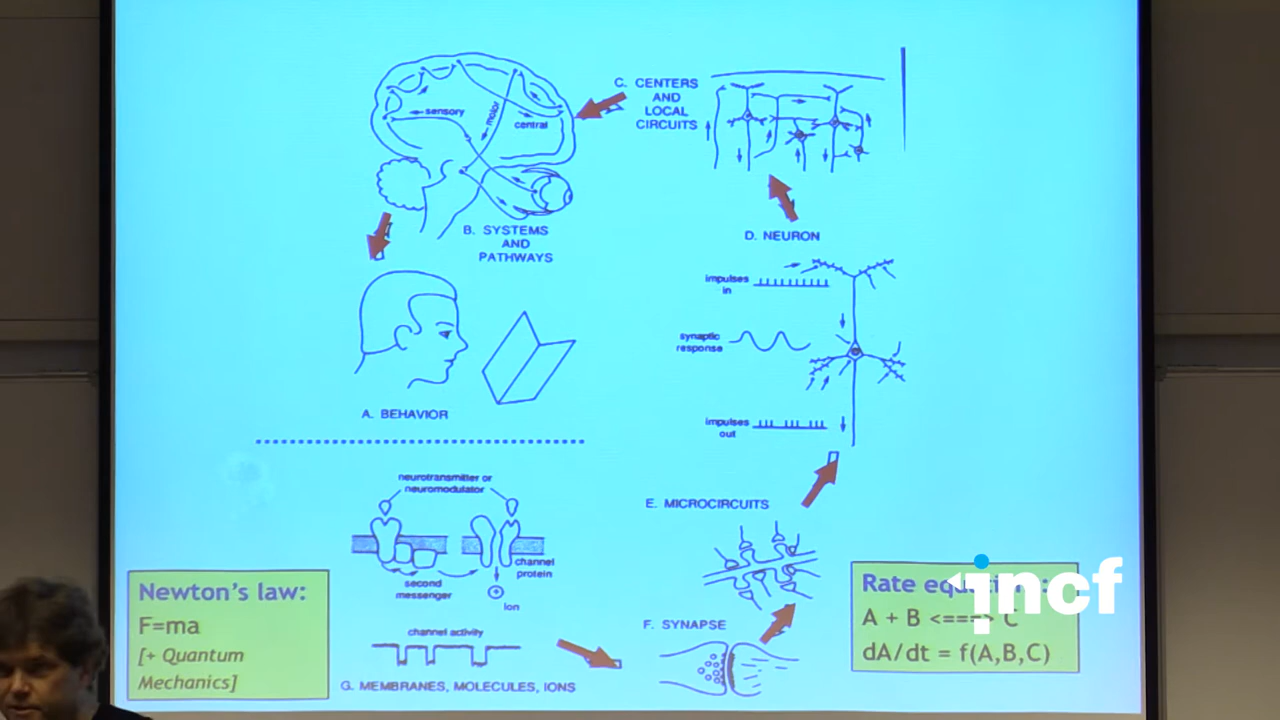 C. CENTERS
AND
LOCAL
CIRCUITS
sensory
motor
central
B. SYSTEMS
AND
PATHWAYS
D. NEURON
impulses
in
synaptic
response
impulses
out
A. BEHAVIOR
neurotransmitter or
neuromodulator
channel
protein
second
messenger
Ion
channel activity
G. MEMBRANES, MOLECULES, IONS
E. MICROCIRCUITS
F. SYNAPSE
Newton's law:
F=ma
[+ Quantum
Mechanics]
Rate
A + B <===> C
dA/dt = f(A,B,C)
incf